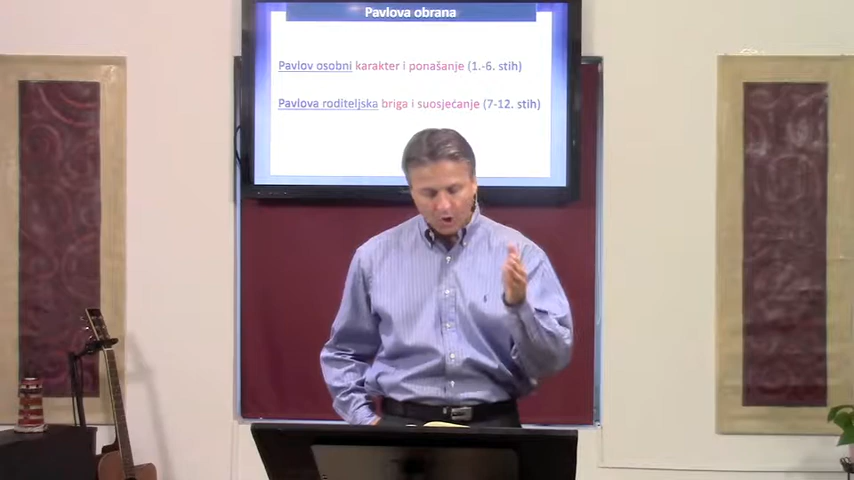 Pavlova obrana
Pavlov osobni karakter i ponašanje (1.-6. stih)
Pavlova roditeljska briga i suosjećanje (7-12. stih)